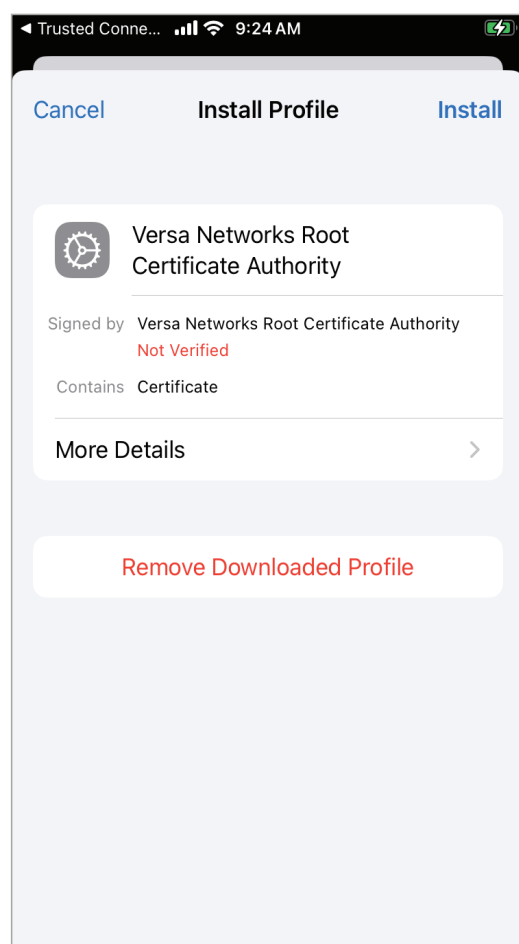 ◀ Trusted Conne... 9:24 AM
Cancel Install Profile Install
Versa Networks Root
Certificate Authority
Signed by Versa Networks Root Certificate Authority
Not Verified
Contains Certificate
More Details
Remove Downloaded Profile